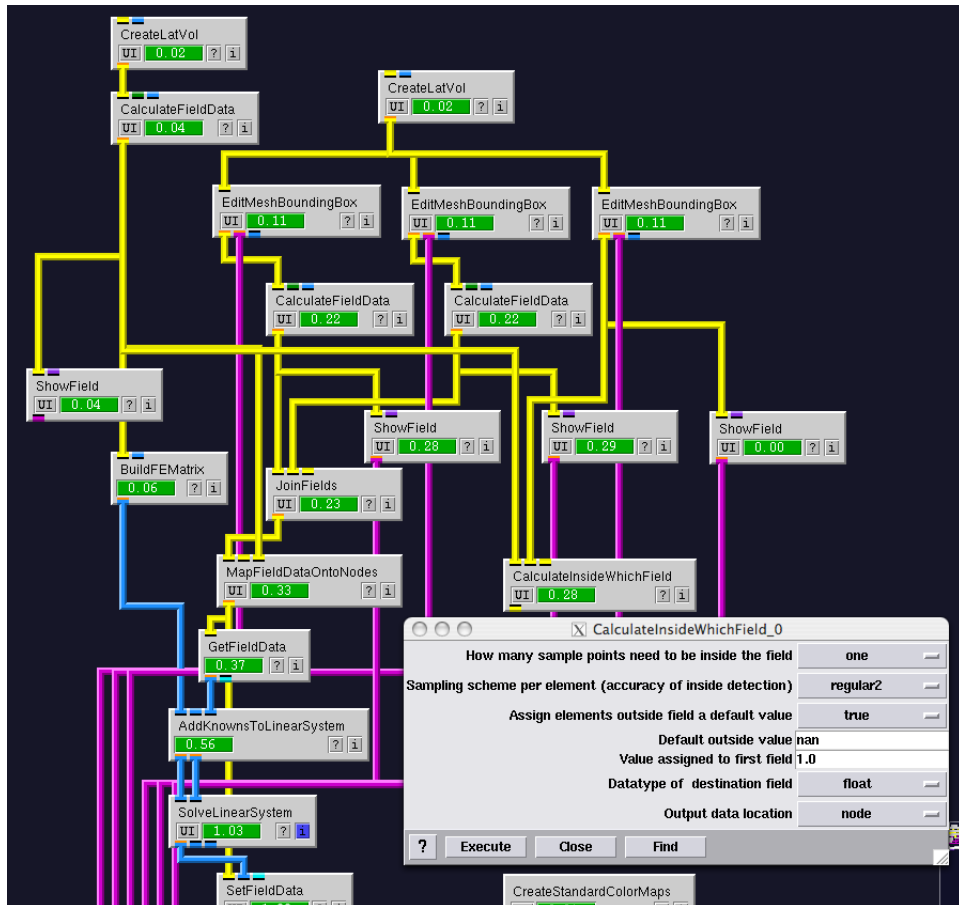 CreateLatVol
UI 0.02 ? i
CreateLatVol
UI 0.02 ? i
CalculateFieldData
UI 0.04 ? i
EditMeshBoundingBox
UI 0.11 ? i
EditMeshBoundingBox
UI 0.11 ? i
EditMeshBoundingBox
UI 0.11 ? i
CalculateFieldData
UI 0.22 ? i
CalculateFieldData
UI 0.22 ? i
ShowField
UI 0.04 ? i
ShowField
UI 0.28 ? i
ShowField
UI 0.29 ? i
ShowField
UI 0.00 ? i
BuildFEMatrix
0.06 ? i
JoinFields
UI 0.23 ? i
MapFieldDataOntoNodes
UI 0.33 ? i
CalculateInsideWhichField
UI 0.28 ? i
GetFieldData
0.37 ? i
AddKnownsToLinearSystem
0.56 ? i
SolveLinearSystem
UI 1.03 ? i
SetFieldData
UI ? i
X CalculateInsideWhichField_0
How many sample points need to be inside the field one
Sampling scheme per element (accuracy of inside detection) regular2
Assign elements outside field a default value true
Default outside value nan
Value assigned to first field 1.0
Datatype of destination field float
Output data location node
? Execute Close Find
CreateStandardColorMaps